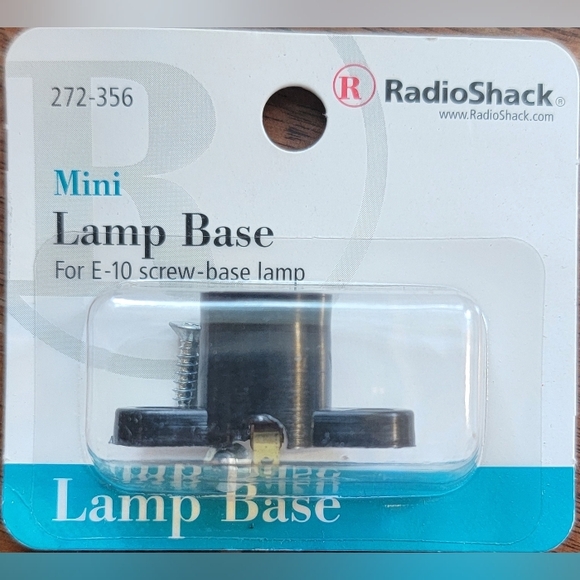 272-356
R RadioShack®
www.RadioShack.com
Mini
Lamp Base
For E-10 screw-base lamp
Lamp Base